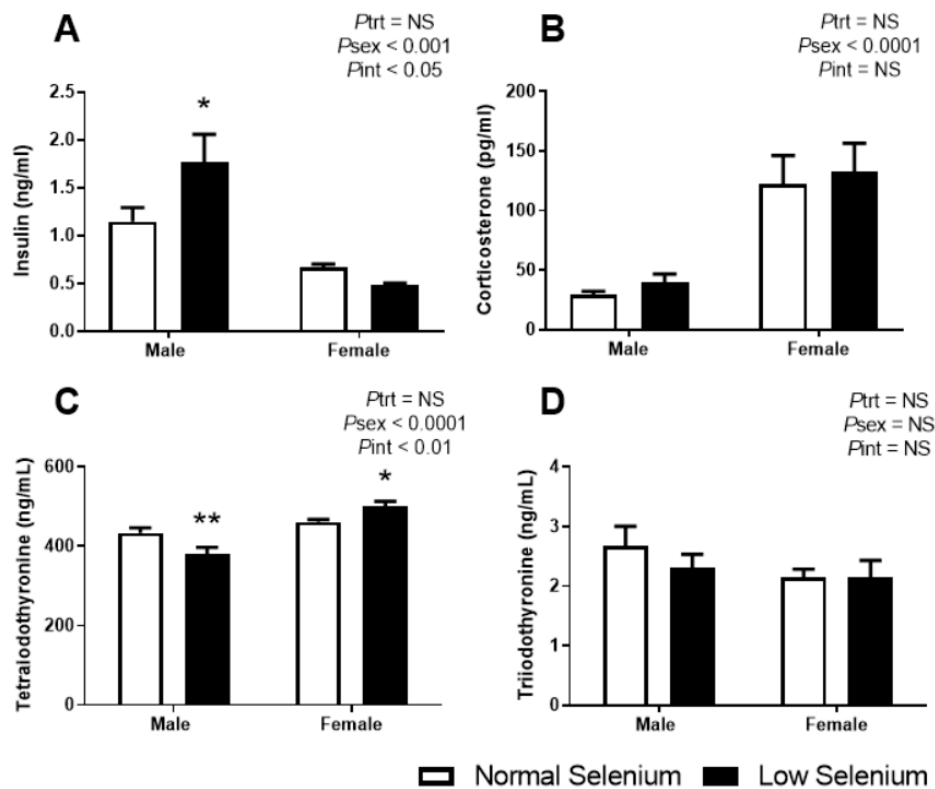 A
Ptrt = NS
Psex < 0.001
Pint < 0.05
Insulin (ng/ml)
2.5
2.0
1.5
1.0
0.5
0.0
*
Male
Female
B
Ptrt = NS
Psex < 0.0001
Pint = NS
Corticosterone (pg/ml)
200
150
100
50
0
Male
Female
C
Ptrt = NS
Psex < 0.0001
Pint < 0.01
Tetraiodothyronine (ng/mL)
600
400
200
0
**
*
Male
Female
D
Ptrt = NS
Psex = NS
Pint = NS
Triiodothyronine (ng/mL)
4
3
2
1
0
Male
Female
Normal Selenium
Low Selenium